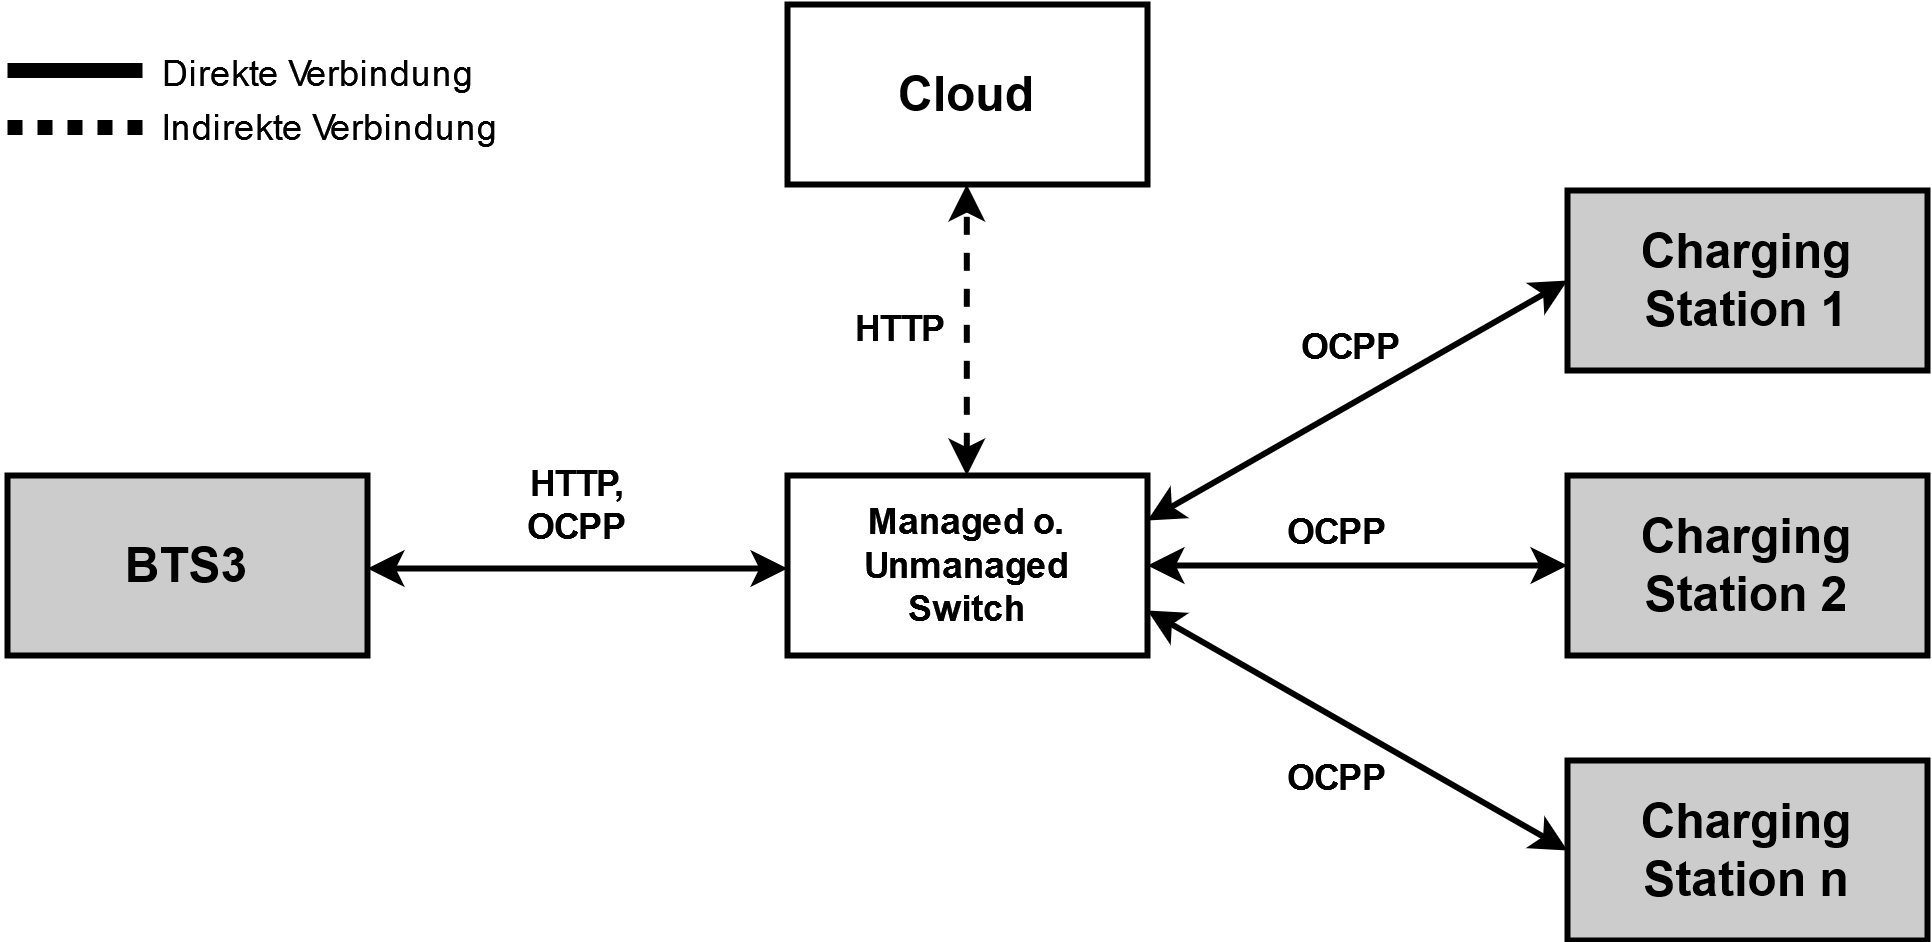 Direkte Verbindung
Indirekte Verbindung
Cloud
HTTP
BTS3
HTTP,
OCPP
Managed o.
Unmanaged
Switch
OCPP
OCPP
OCPP
Charging
Station 1
Charging
Station 2
Charging
Station n